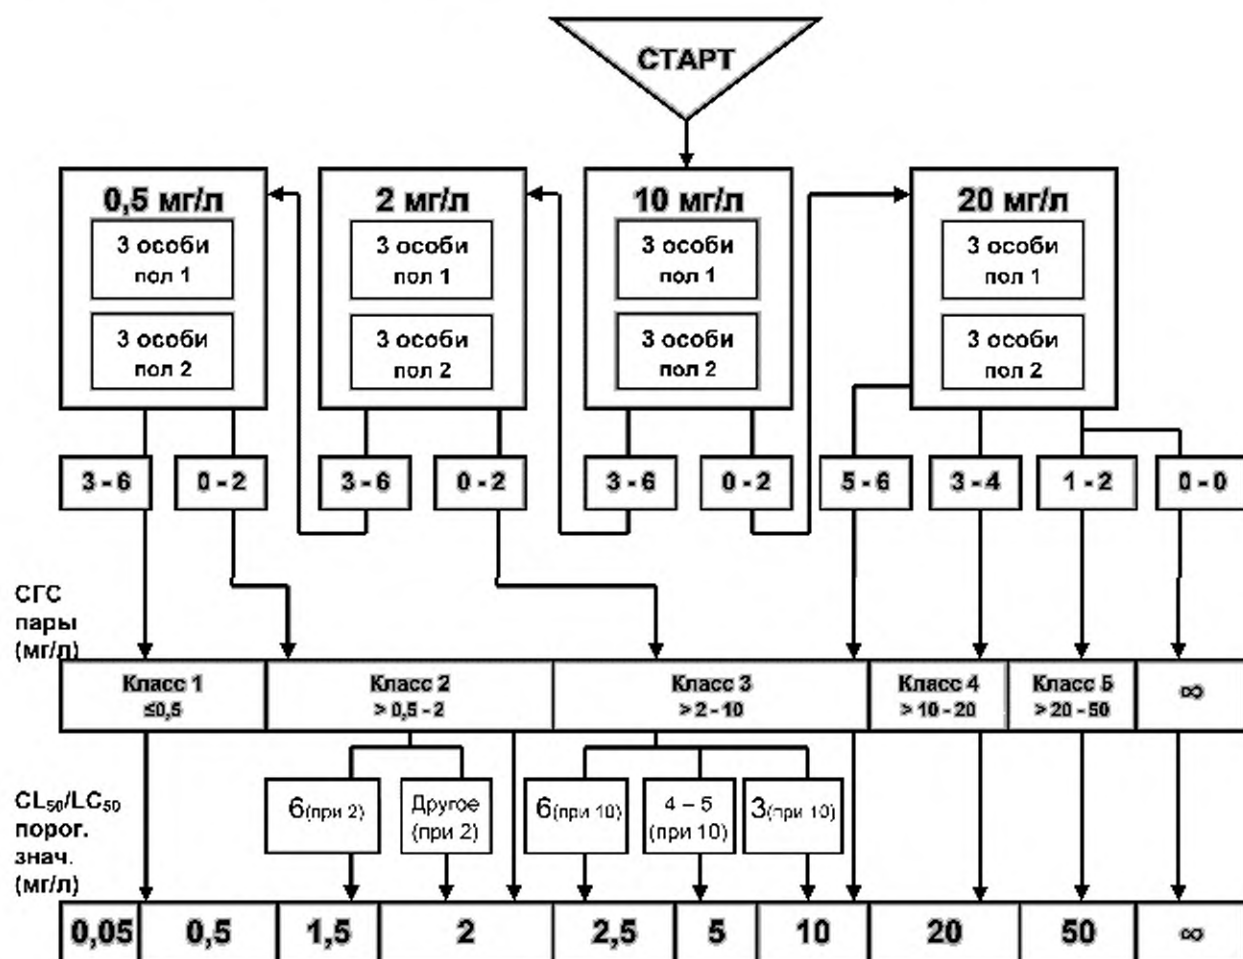 СТАРТ
0,5 мг/л
2 мг/л
10 мг/л
20 мг/л
3 особи
пол 1
3 особи
пол 1
3 особи
пол 1
3 особи
пол 1
3 особи
пол 2
3 особи
пол 2
3 особи
пол 2
3 особи
пол 2
3 - 6
0 - 2
3 - 6
0 - 2
3 - 6
0 - 2
5 - 6
3 - 4
1 - 2
0 - 0
СГС
пары
(мг/л)
Класс 1
≤0,5
Класс 2
> 0,5 - 2
Класс 3
> 2 - 10
Класс 4
> 10 - 20
Класс 5
> 20 - 50
∞
CL50/LC50
порог.
знач.
(мг/л)
6(при 2)
Другое
(при 2)
6(при 10)
4 – 5
(при 10)
3(при 10)
0,05
0,5
1,5
2
2,5
5
10
20
50
∞